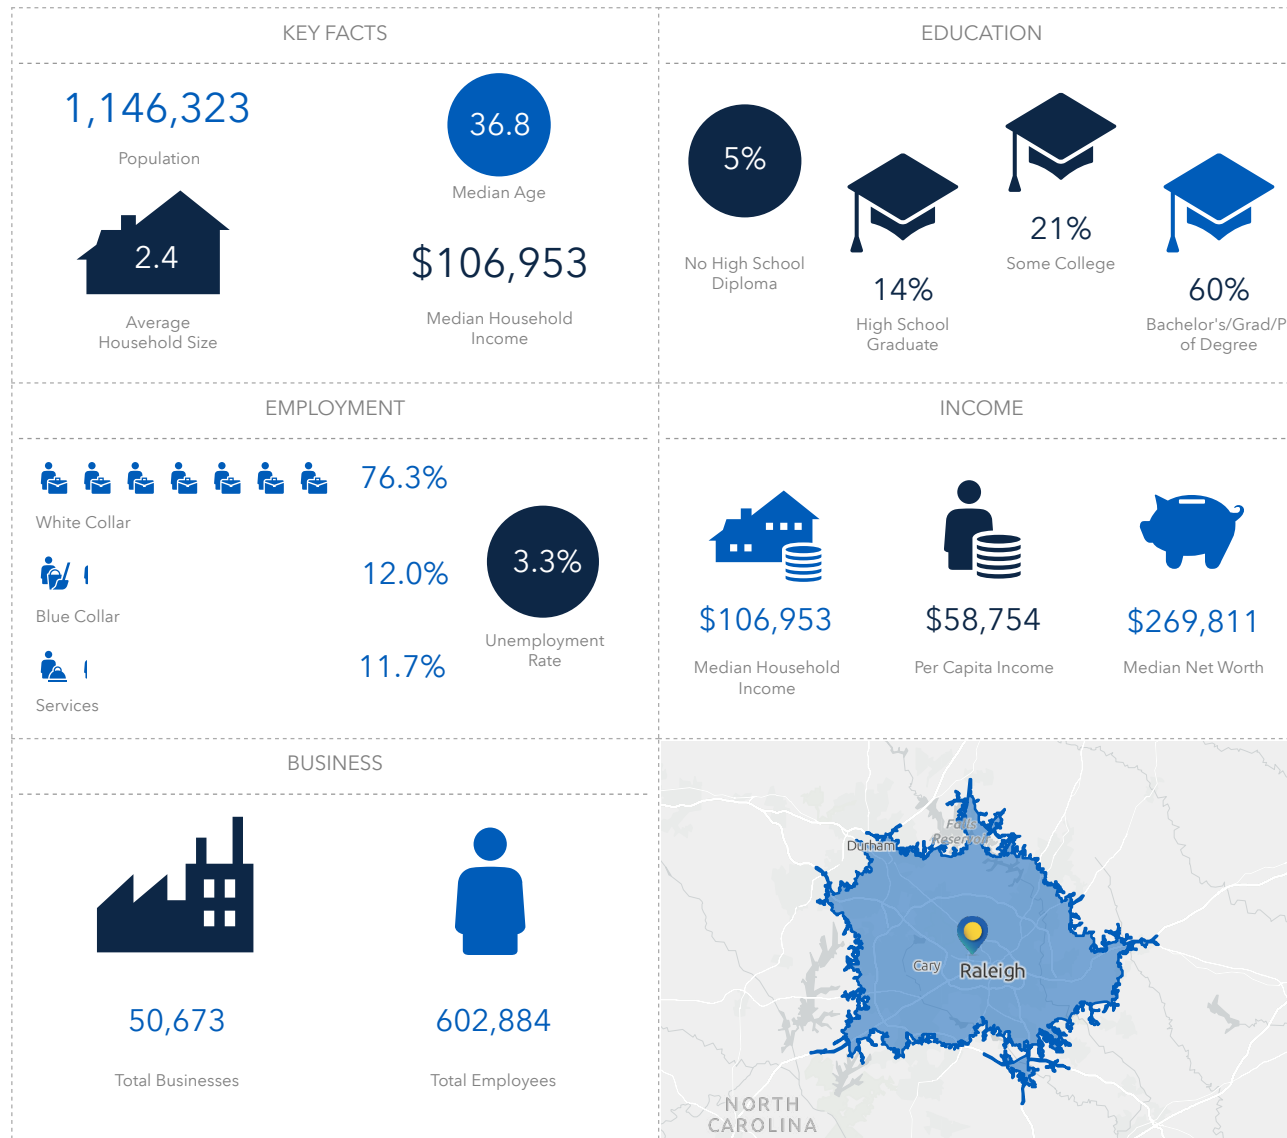 KEY FACTS
1,146,323
Population
36.8
Median Age
2.4
Average
Household Size
$106,953
Median Household
Income
EDUCATION
5%
No High School
Diploma
14%
High School
Graduate
21%
Some College
60%
Bachelor's/Grad/P
of Degree
EMPLOYMENT
76.3%
White Collar
12.0%
Blue Collar
11.7%
Services
3.3%
Unemployment
Rate
INCOME
$106,953
Median Household
Income
$58,754
Per Capita Income
$269,811
Median Net Worth
BUSINESS
50,673
Total Businesses
602,884
Total Employees
Durham
Falls
Reservoir
Cary
Raleigh
NORTH
CAROLINA